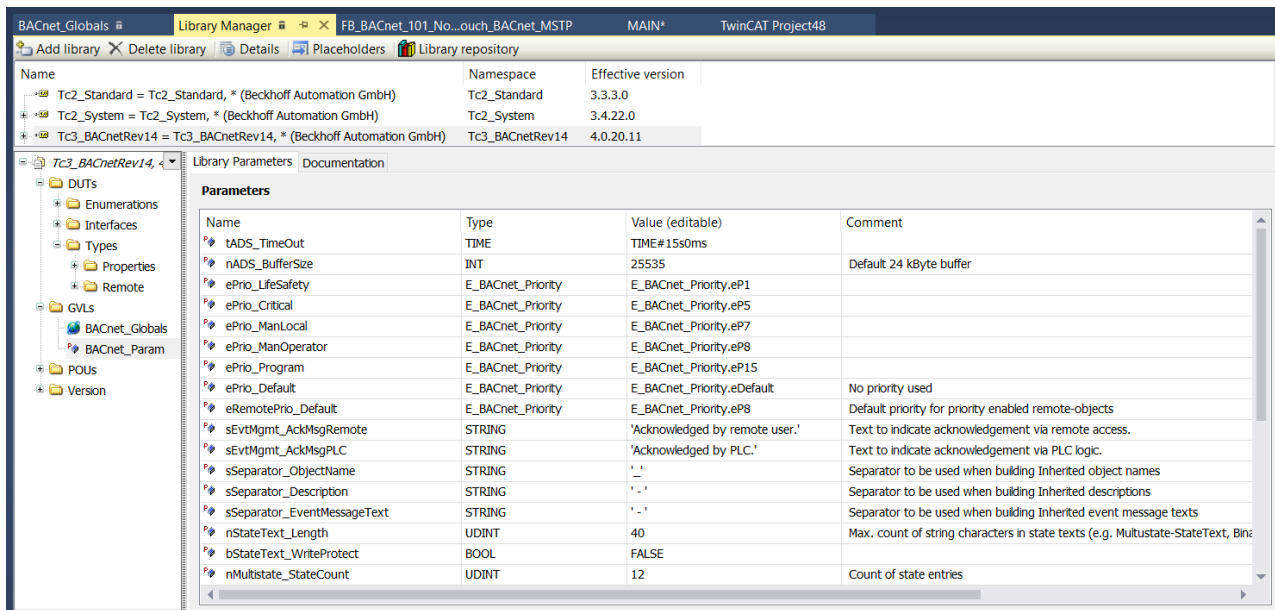 BACnet_Globals Library Manager FB_BACnet_101_No...ouch_BACnet_MSTP MAIN* TwinCAT Project48
Add library Delete library Details Placeholders Library repository
Name Namespace Effective version
Tc2_Standard = Tc2_Standard, * (Beckhoff Automation GmbH) Tc2_Standard 3.3.3.0
Tc2_System = Tc2_System, * (Beckhoff Automation GmbH) Tc2_System 3.4.22.0
Tc3_BACnetRev14 = Tc3_BACnetRev14, * (Beckhoff Automation GmbH) Tc3_BACnetRev14 4.0.20.11
Tc3_BACnetRev14, 4
DUTs
Enumerations
Interfaces
Types
Properties
Remote
GVLs
BACnet_Globals
BACnet_Param
POUs
Version
Library Parameters Documentation
Parameters
Name Type Value (editable) Comment
tADS_TimeOut TIME TIME#15s0ms
nADS_BufferSize INT 25535 Default 24 kByte buffer
ePrio_LifeSafety E_BACnet_Priority E_BACnet_Priority.eP1
ePrio_Critical E_BACnet_Priority E_BACnet_Priority.eP5
ePrio_ManLocal E_BACnet_Priority E_BACnet_Priority.eP7
ePrio_ManOperator E_BACnet_Priority E_BACnet_Priority.eP8
ePrio_Program E_BACnet_Priority E_BACnet_Priority.eP15
ePrio_Default E_BACnet_Priority E_BACnet_Priority.eDefault No priority used
eRemotePrio_Default E_BACnet_Priority E_BACnet_Priority.eP8 Default priority for priority enabled remote-objects
sEvtMgmt_AckMsgRemote STRING 'Acknowledged by remote user.' Text to indicate acknowledgement via remote access.
sEvtMgmt_AckMsgPLC STRING 'Acknowledged by PLC.' Text to indicate acknowledgement via PLC logic.
sSeparator_ObjectName STRING '_' Separator to be used when building Inherited object names
sSeparator_Description STRING ' - ' Separator to be used when building Inherited descriptions
sSeparator_EventMessageText STRING ' - ' Separator to be used when building Inherited event message texts
nStateText_Length UDINT 40 Max. count of string characters in state texts (e.g. Multustate-StateText, Bina
bStateText_WriteProtect BOOL FALSE
nMultistate_StateCount UDINT 12 Count of state entries